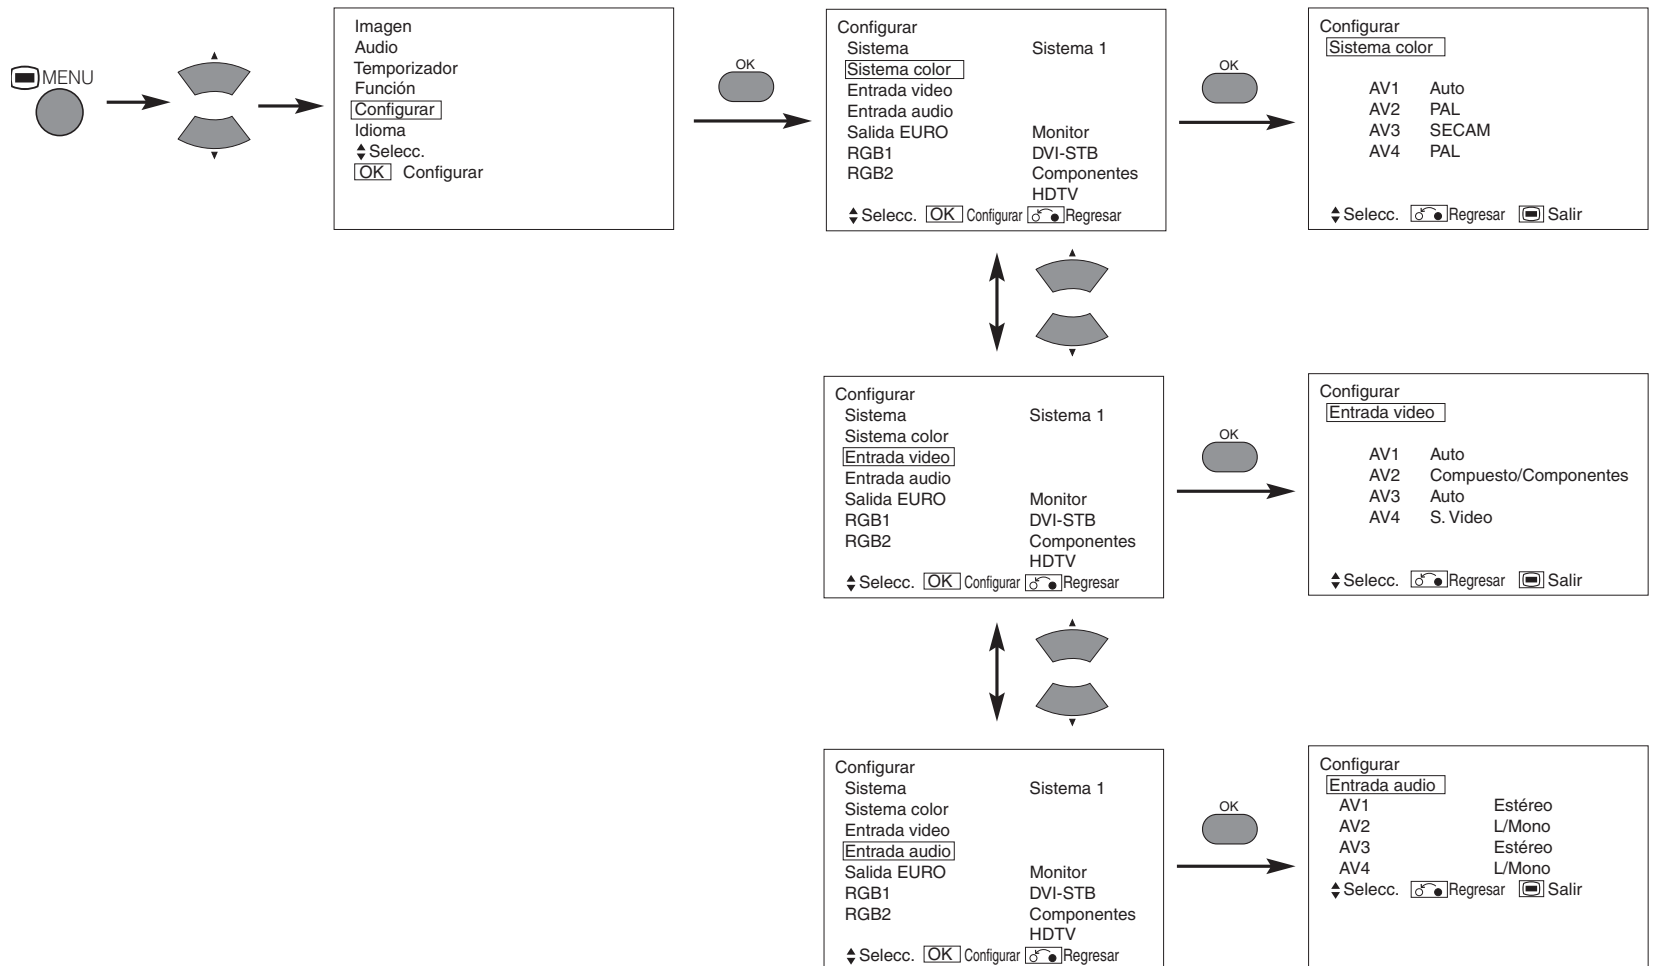 MENU
Imagen
Audio
Temporizador
Función
Configurar
Idioma
Selecc.
OK Configurar
OK
Configurar
Sistema Sistema 1
Sistema color
Entrada video
Entrada audio
Salida EURO Monitor
RGB1 DVI-STB
RGB2 Componentes
HDTV
Selecc. OK Configurar Regresar
OK
Configurar
Sistema color
AV1 Auto
AV2 PAL
AV3 SECAM
AV4 PAL
Selecc. Regresar Salir
Configurar
Sistema Sistema 1
Sistema color
Entrada video
Entrada audio
Salida EURO Monitor
RGB1 DVI-STB
RGB2 Componentes
HDTV
Selecc. OK Configurar Regresar
OK
Configurar
Entrada video
AV1 Auto
AV2 Compuesto/Componentes
AV3 Auto
AV4 S. Video
Selecc. Regresar Salir
Configurar
Sistema Sistema 1
Sistema color
Entrada video
Entrada audio
Salida EURO Monitor
RGB1 DVI-STB
RGB2 Componentes
HDTV
Selecc. OK Configurar Regresar
OK
Configurar
Entrada audio
AV1 Estéreo
AV2 L/Mono
AV3 Estéreo
AV4 L/Mono
Selecc. Regresar Salir